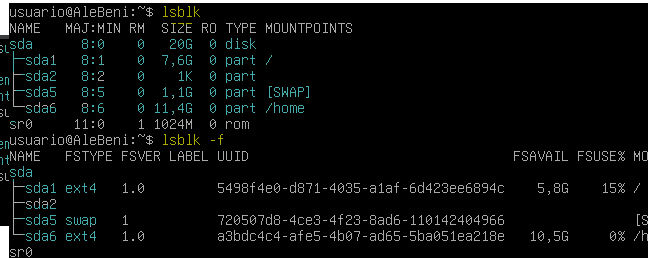 usuario@AleBeni:~$ lsblk
NAME   MAJ:MIN RM  SIZE RO TYPE MOUNTPOINTS
sda      8:0    0   20G  0 disk
├─sda1   8:1    0  7,6G  0 part /
├─sda2   8:2    0    1K  0 part
├─sda5   8:5    0  1,1G  0 part [SWAP]
└─sda6   8:6    0 11,4G  0 part /home
sr0     11:0    1 1024M  0 rom
usuario@AleBeni:~$ lsblk -f
NAME   FSTYPE FSVER LABEL UUID                                 FSAVAIL FSUSE% MO
sda
├─sda1 ext4   1.0         5498f4e0-d871-4035-a1af-6d423ee6894c    5,8G    15% /
├─sda2
├─sda5 swap   1           720507d8-4ce3-4f23-8ad6-110142404966                [S
└─sda6 ext4   1.0         a3bdc4c4-afe5-4b07-ad65-5ba051ea218e   10,5G     0% /h
sr0